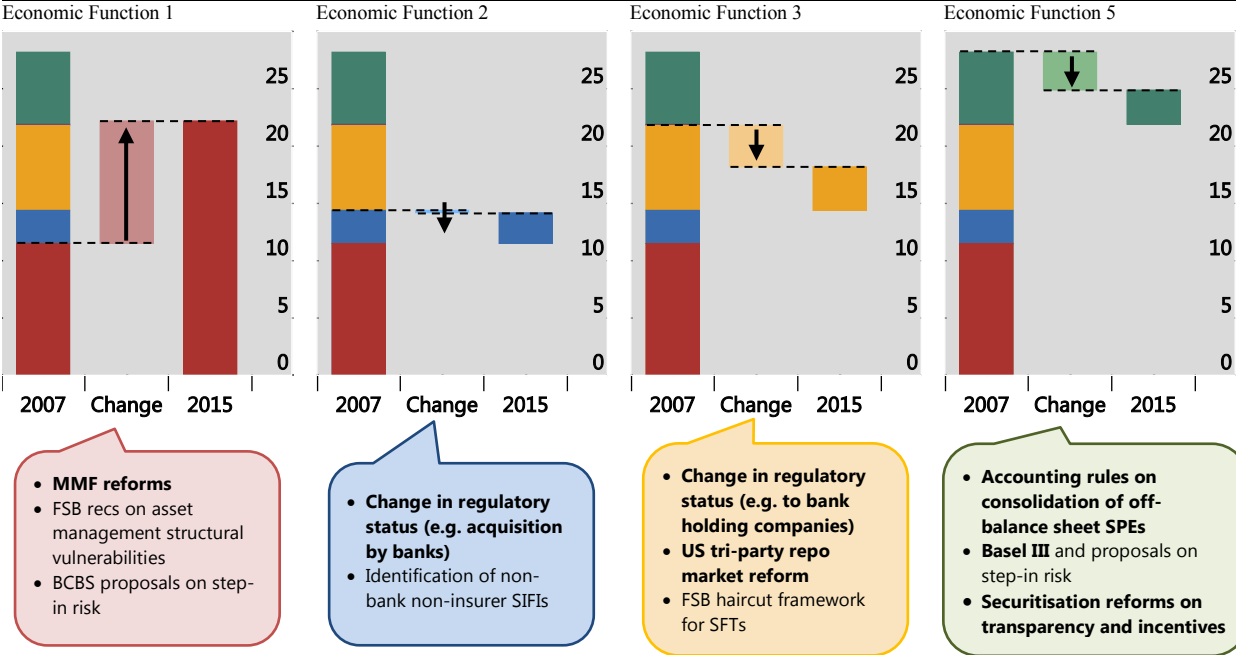 Economic Function 1
25
20
15
10
5
0
2007 Change 2015
• MMF reforms
• FSB recs on asset
management structural
vulnerabilities
• BCBS proposals on step-
in risk
Economic Function 2
25
20
15
10
5
0
2007 Change 2015
• Change in regulatory
status (e.g. acquisition
by banks)
• Identification of non-
bank non-insurer SIFIs
Economic Function 3
25
20
15
10
5
0
2007 Change 2015
• Change in regulatory
status (e.g. to bank
holding companies)
• US tri-party repo
market reform
• FSB haircut framework
for SFTs
Economic Function 5
25
20
15
10
5
0
2007 Change 2015
• Accounting rules on
consolidation of off-
balance sheet SPEs
• Basel III and proposals on
step-in risk
• Securitisation reforms on
transparency and incentives